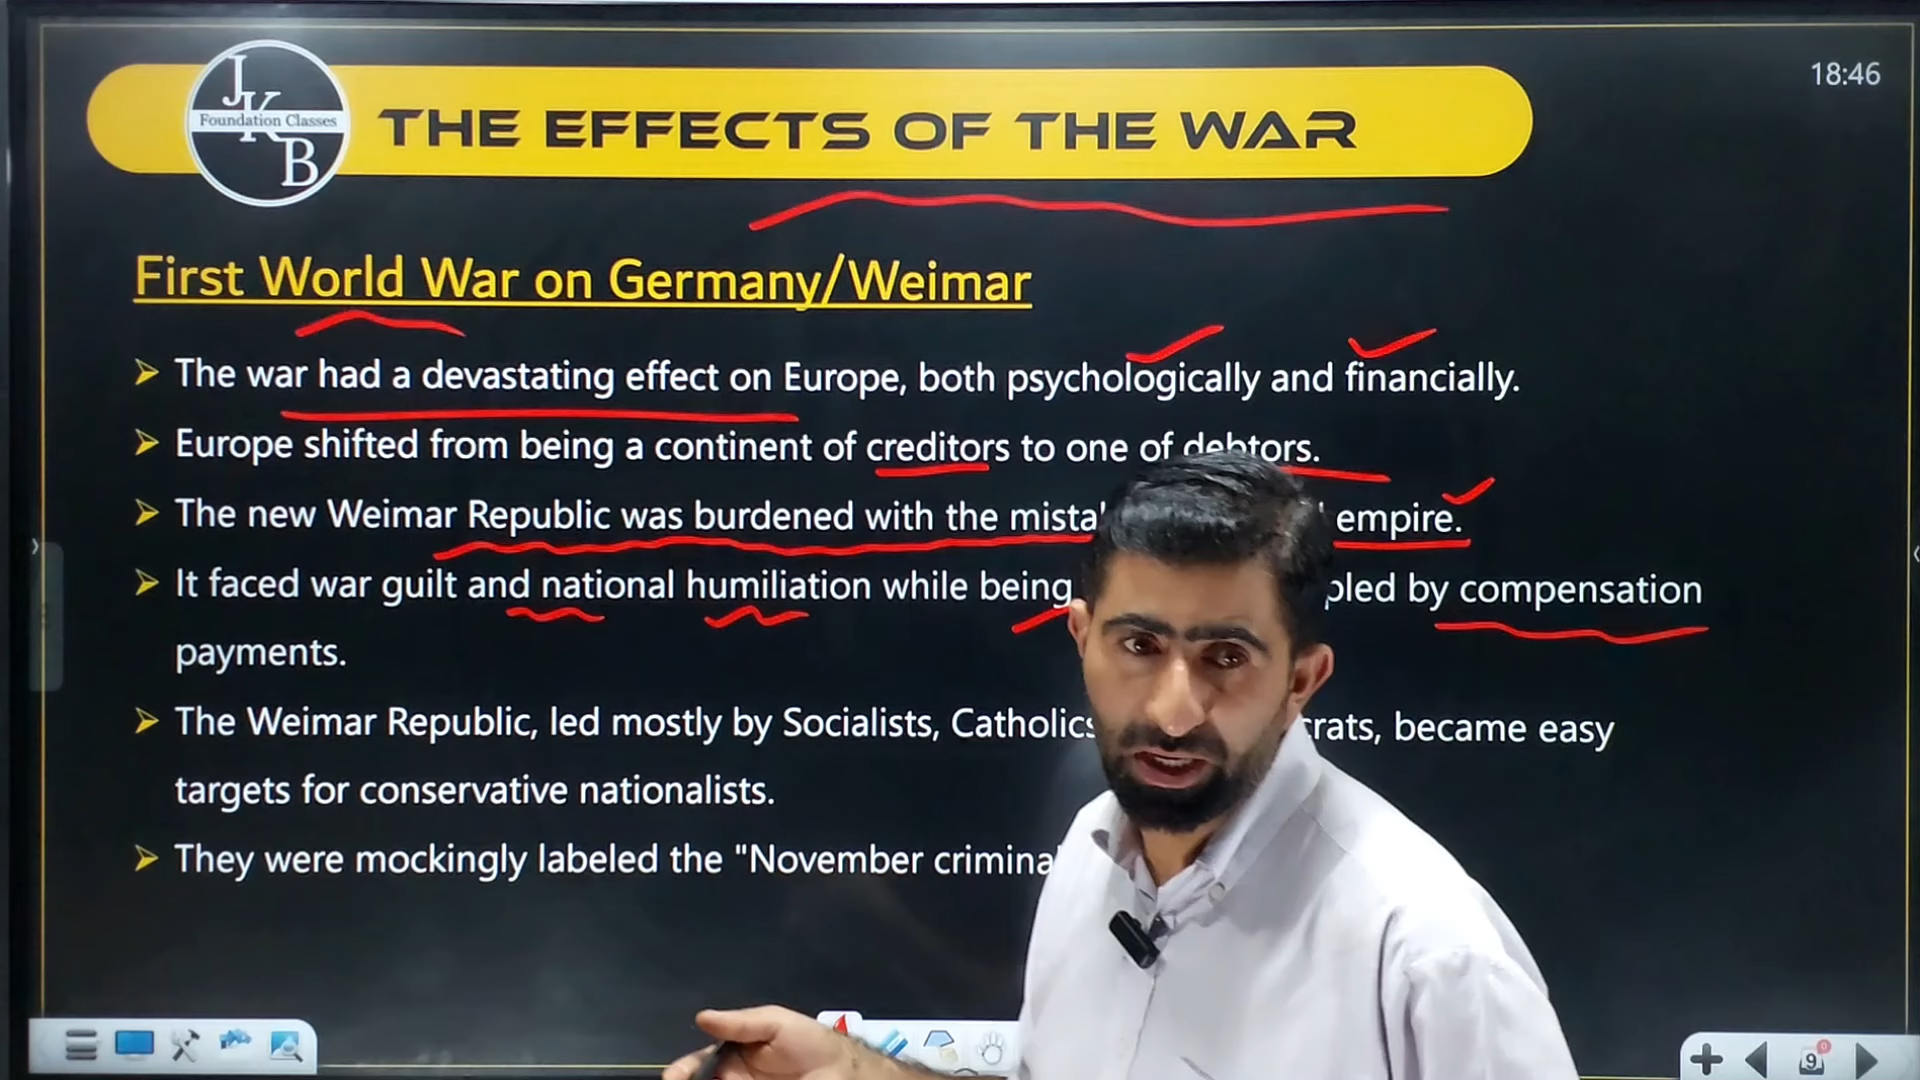 18:46
J
K
Foundation Classes
B
THE EFFECTS OF THE WAR
First World War on Germany/Weimar
➤ The war had a devastating effect on Europe, both psychologically and financially.
➤ Europe shifted from being a continent of creditors to one of debtors.
➤ The new Weimar Republic was burdened with the empire.
➤ It faced war guilt and national humiliation while being by compensation
payments.
➤ The Weimar Republic, led mostly by Socialists, Catholics became easy
targets for conservative nationalists.
➤ They were mockingly labeled the "November
9
0